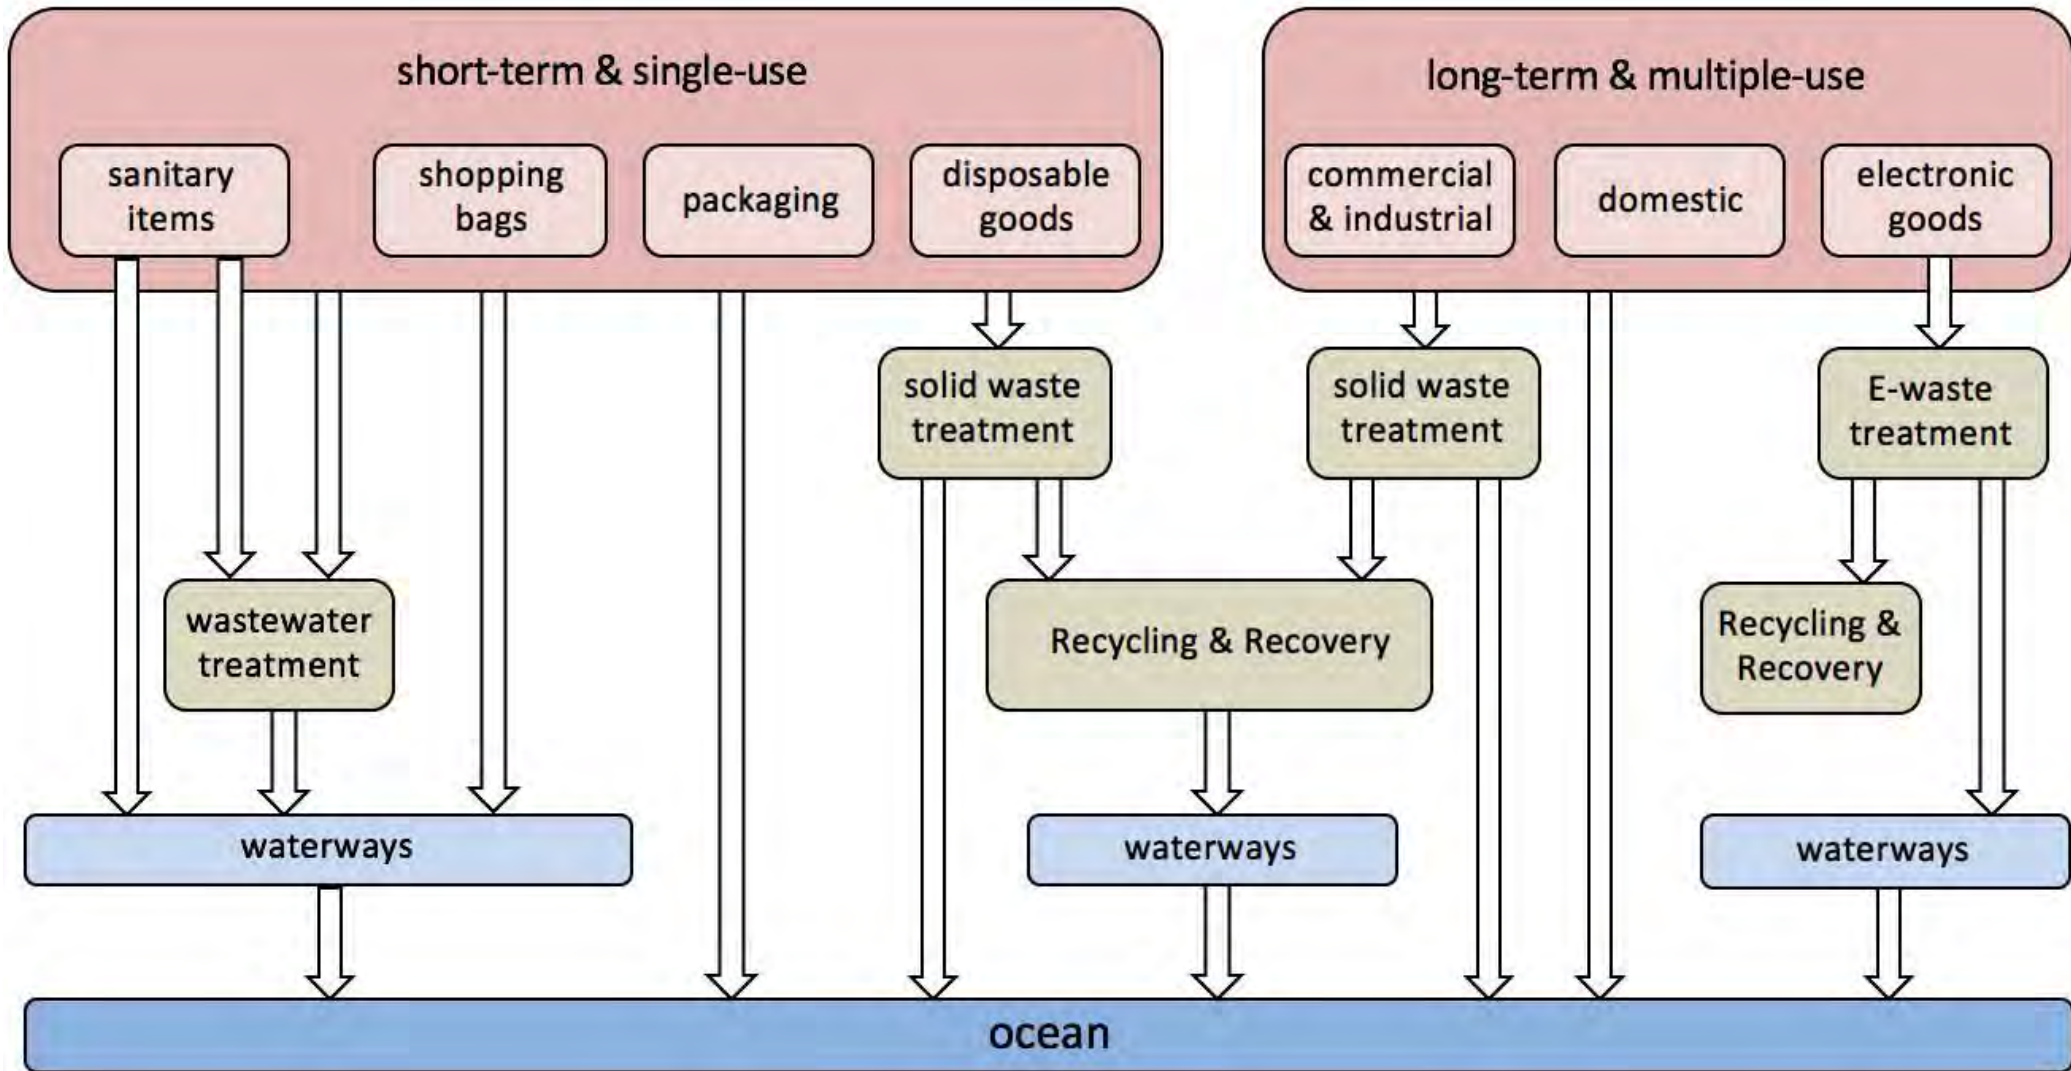 short-term & single-use
long-term & multiple-use
sanitary
items
shopping
bags
packaging
disposable
goods
commercial
& industrial
domestic
electronic
goods
solid waste
treatment
solid waste
treatment
E-waste
treatment
wastewater
treatment
Recycling & Recovery
Recycling &
Recovery
waterways
waterways
waterways
ocean